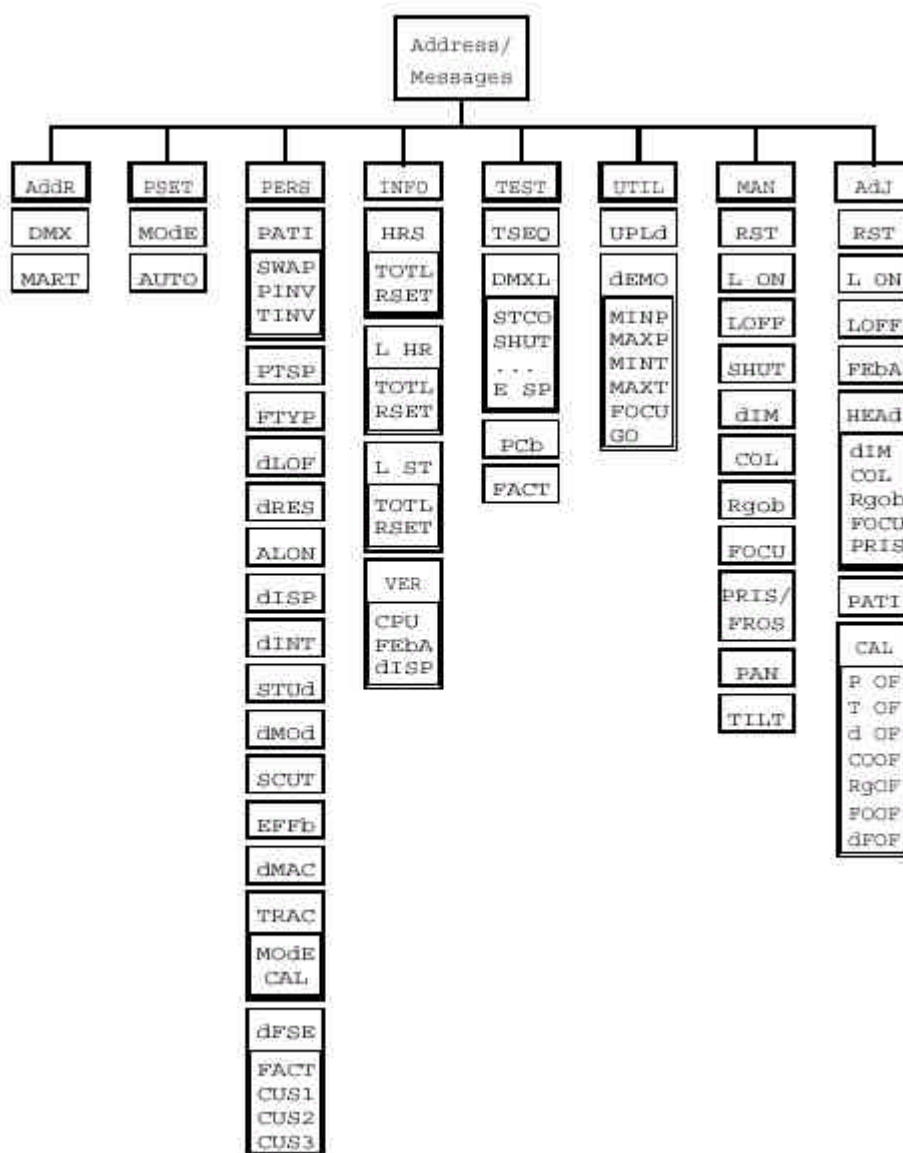 Address/
Messages
AddR
DMX
MART
PSET
MOdE
AUTO
PERS
PATI
SWAP
PINV
TINV
PTSP
FTYP
dLOF
dRES
ALON
dISP
dINT
STUd
dMOd
SCUT
EFFb
dMAC
TRAC
MOdE
CAL
dFSE
FACT
CUS1
CUS2
CUS3
INFO
HRS
TOTL
RSET
L HR
TOTL
RSET
L ST
TOTL
RSET
VER
CPU
FEbA
dISP
TEST
TSEQ
DMXL
STCO
SHUT
...
E SP
PCb
FACT
UTIL
UPLd
dEMO
MINP
MAXP
MINT
MAXT
FOCU
GO
MAN
RST
L ON
LOFF
SHUT
dIM
COL
Rgob
FOCU
PRIS/
FROS
PAN
TILT
AdJ
RST
L ON
LOFF
FEbA
HEAd
dIM
COL
Rgob
FOCU
PRIS
PATI
CAL
P OF
T OF
d OF
COOF
RgOF
FOOF
dFOF